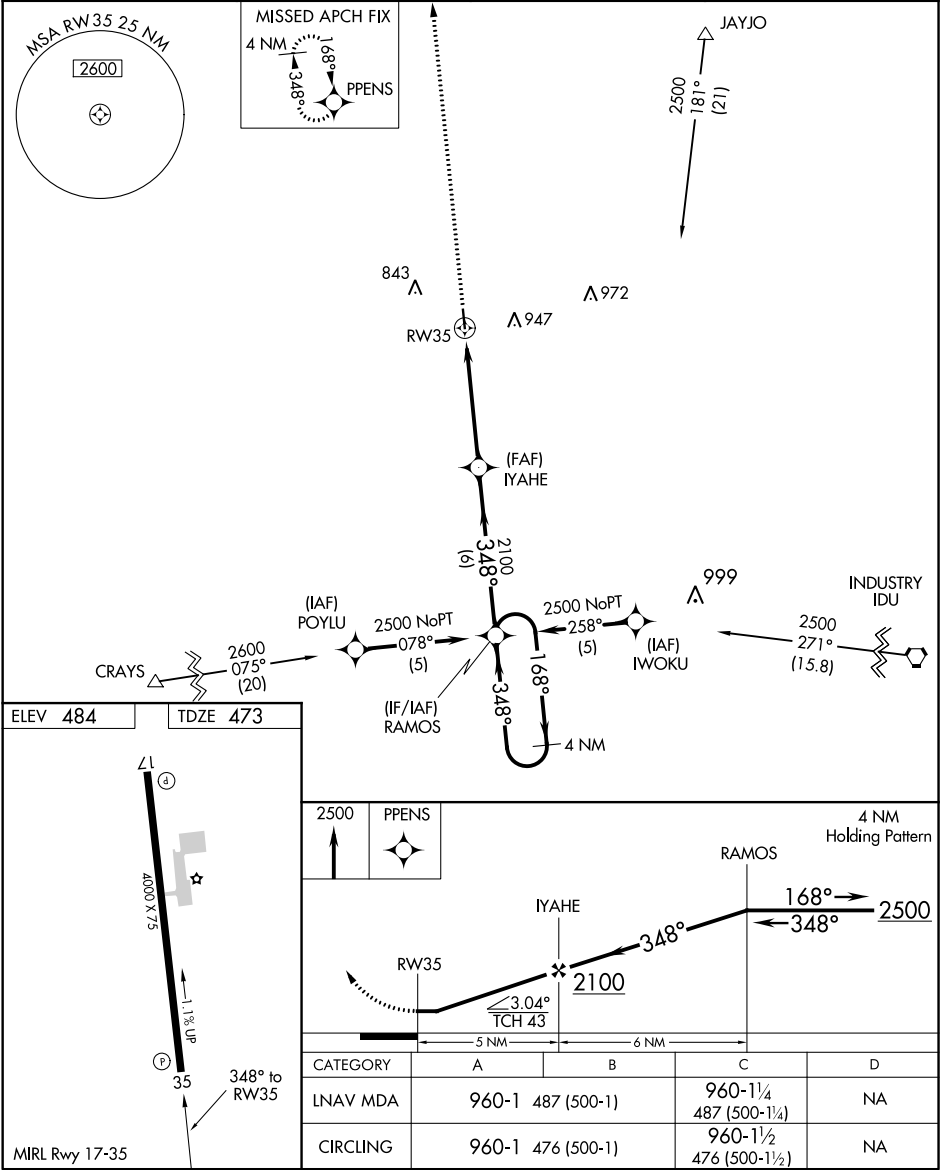 MSA RW35 25 NM
2600
MISSED APCH FIX
4 NM
168°
348°
PPENS
JAYJO
2500
181°
(21)
843
972
947
RW35
(FAF)
IYAHE
2100
348°
(6)
999
INDUSTRY
IDU
(IAF)
POYLU
2500 NoPT
078°
(5)
2500 NoPT
258°
(5)
(IAF)
IWOKU
2500
271°
(15.8)
CRAYS
2600
075°
(20)
(IF/IAF)
RAMOS
348°
168°
4 NM
ELEV 484
TDZE 473
17
P
4000 X 75
1.1% UP
P
35
348° to
RW35
MIRL Rwy 17-35
2500
PPENS
4 NM
Holding Pattern
RAMOS
168°
348°
2500
IYAHE
348°
2100
RW35
3.04°
TCH 43
5 NM
6 NM
CATEGORY A B C D
LNAV MDA 960-1 487 (500-1) 960-1¼ 487 (500-1¼) NA
CIRCLING 960-1 476 (500-1) 960-1½ 476 (500-1½) NA